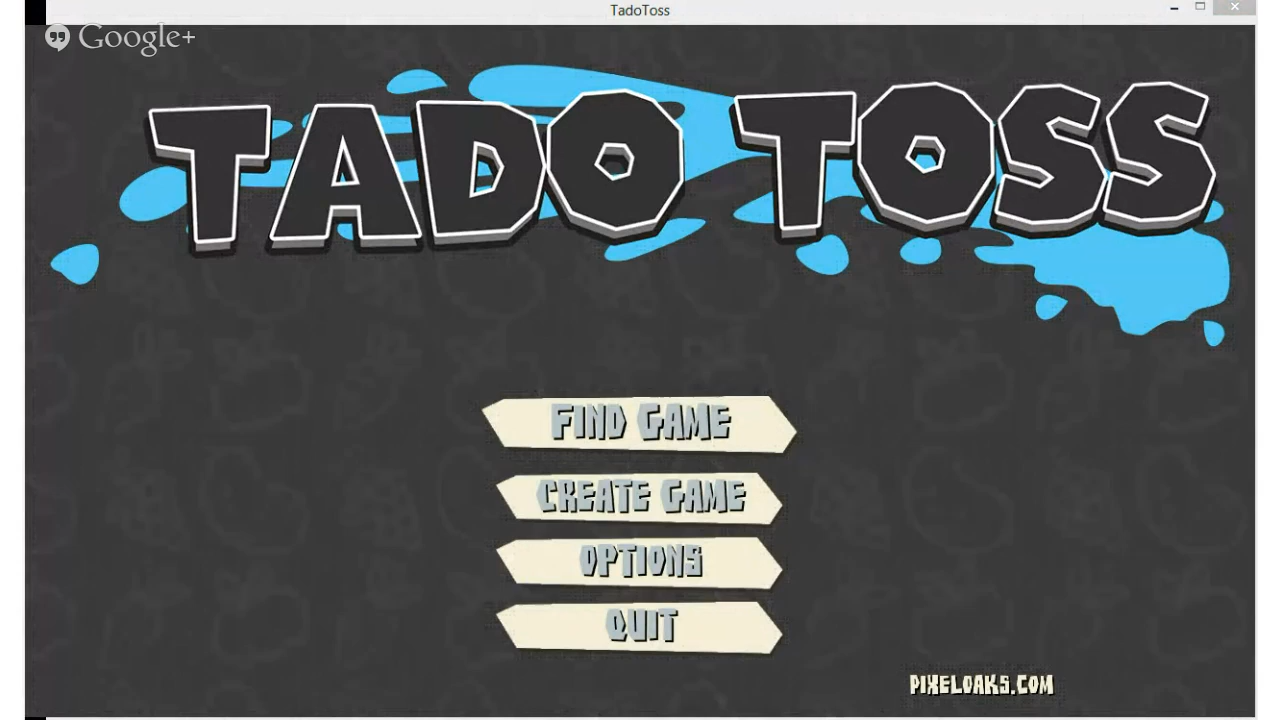 TadoToss
Google+
TADO TOSS
FIND GAME
CREATE GAME
OPTIONS
QUIT
PIXELOAKS.COM